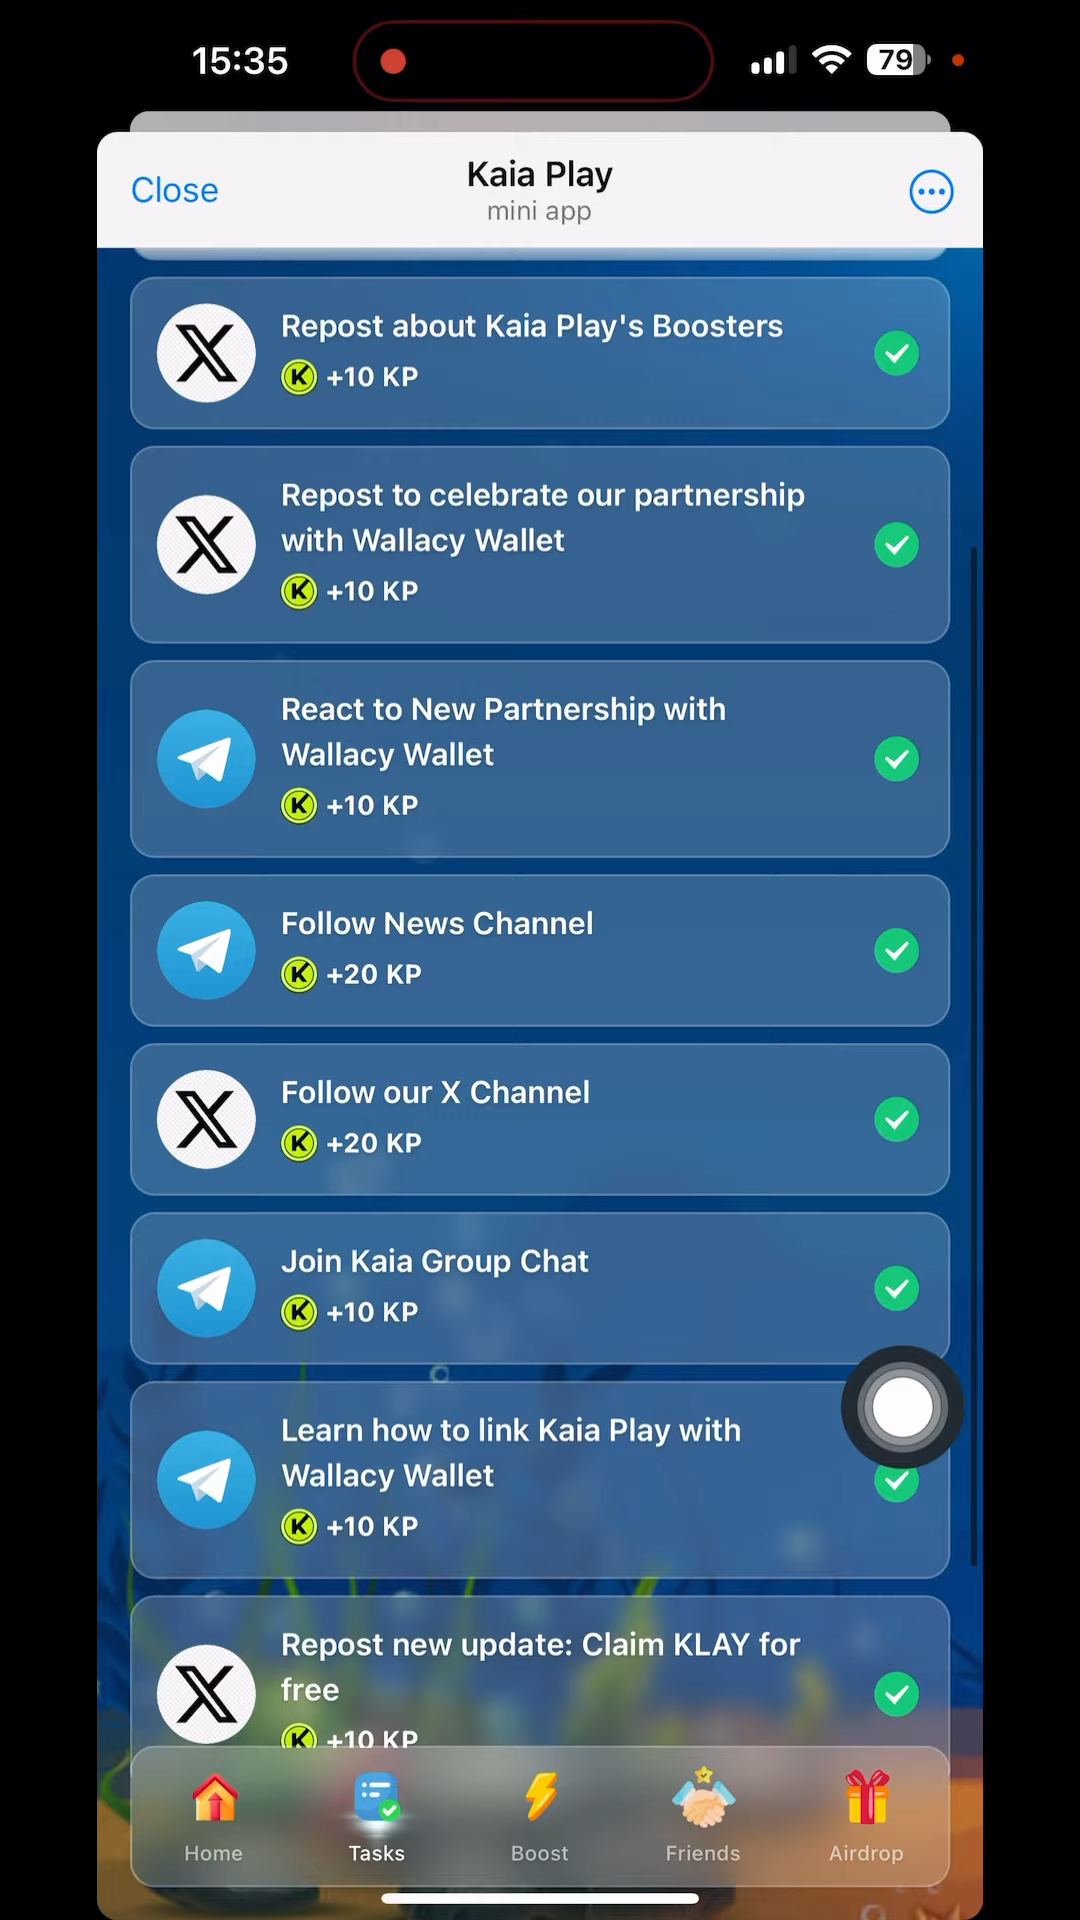 15:35
79
Close
Kaia Play
mini app
Repost about Kaia Play's Boosters
+10 KP
Repost to celebrate our partnership
with Wallacy Wallet
+10 KP
React to New Partnership with
Wallacy Wallet
+10 KP
Follow News Channel
+20 KP
Follow our X Channel
+20 KP
Join Kaia Group Chat
+10 KP
Learn how to link Kaia Play with
Wallacy Wallet
+10 KP
Repost new update: Claim KLAY for
free
+10 KP
Home
Tasks
Boost
Friends
Airdrop